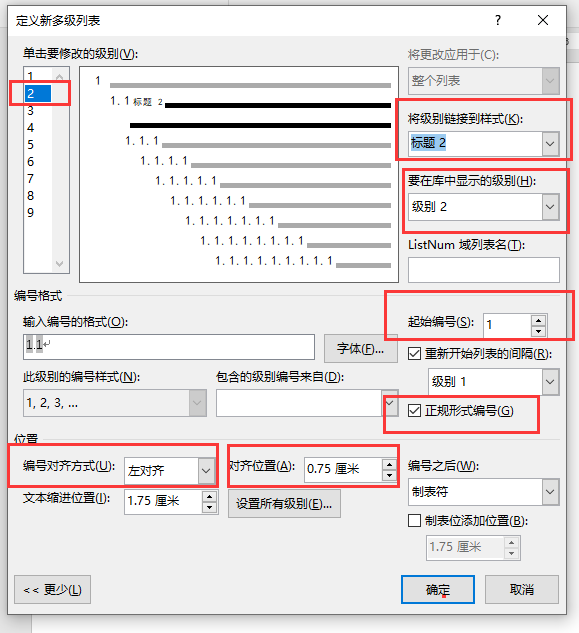 定义新多级列表
?
单击要修改的级别(V):
1
2
3
4
5
6
7
8
9
1
1.1标题 2
1.1.1
1.1.1.1
1.1.1.1.1
1.1.1.1.1.1
1.1.1.1.1.1.1
1.1.1.1.1.1.1.1
1.1.1.1.1.1.1.1.1
将更改应用于(C):
整个列表
将级别链接到样式(K):
标题 2
要在库中显示的级别(H):
级别 2
ListNum 域列表名(T):
编号格式
输入编号的格式(O):
1.1
字体(F)...
起始编号(S): 1
重新开始列表的间隔(R):
级别 1
此级别的编号样式(N):
1, 2, 3, ...
包含的级别编号来自(D):
正规形式编号(G)
位置
编号对齐方式(U): 左对齐
对齐位置(A): 0.75 厘米
编号之后(W):
制表符
文本缩进位置(I): 1.75 厘米
设置所有级别(E)...
制表位添加位置(B):
1.75 厘米
<< 更少(L)
确定
取消